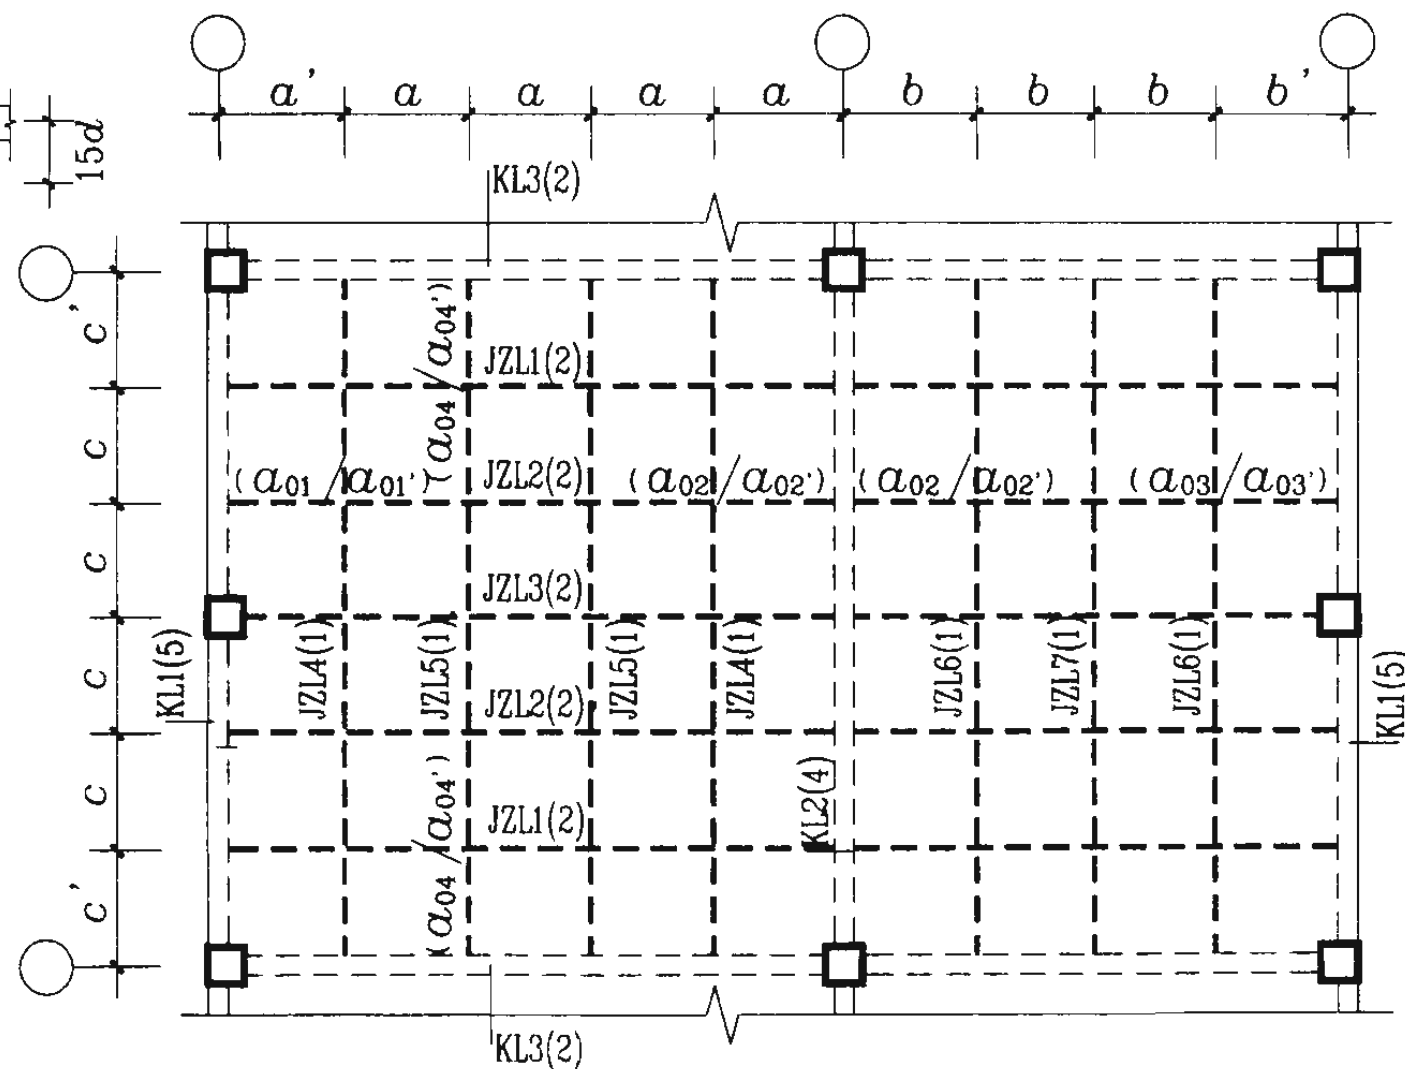 a' a a a a b b b b'
15d
KL3(2)
c'
(a04/a04')
JZL1(2)
c
(a01/a01')
JZL2(2)
(a02/a02')
(a02/a02')
(a03/a03')
c
JZL3(2)
KL1(5)
c
JZL4(1)
JZL5(1)
JZL5(1)
JZL4(1)
JZL6(1)
JZL7(1)
JZL6(1)
KL1(5)
JZL2(2)
c
(a04/a04')
JZL1(2)
KL2(4)
c'
KL3(2)